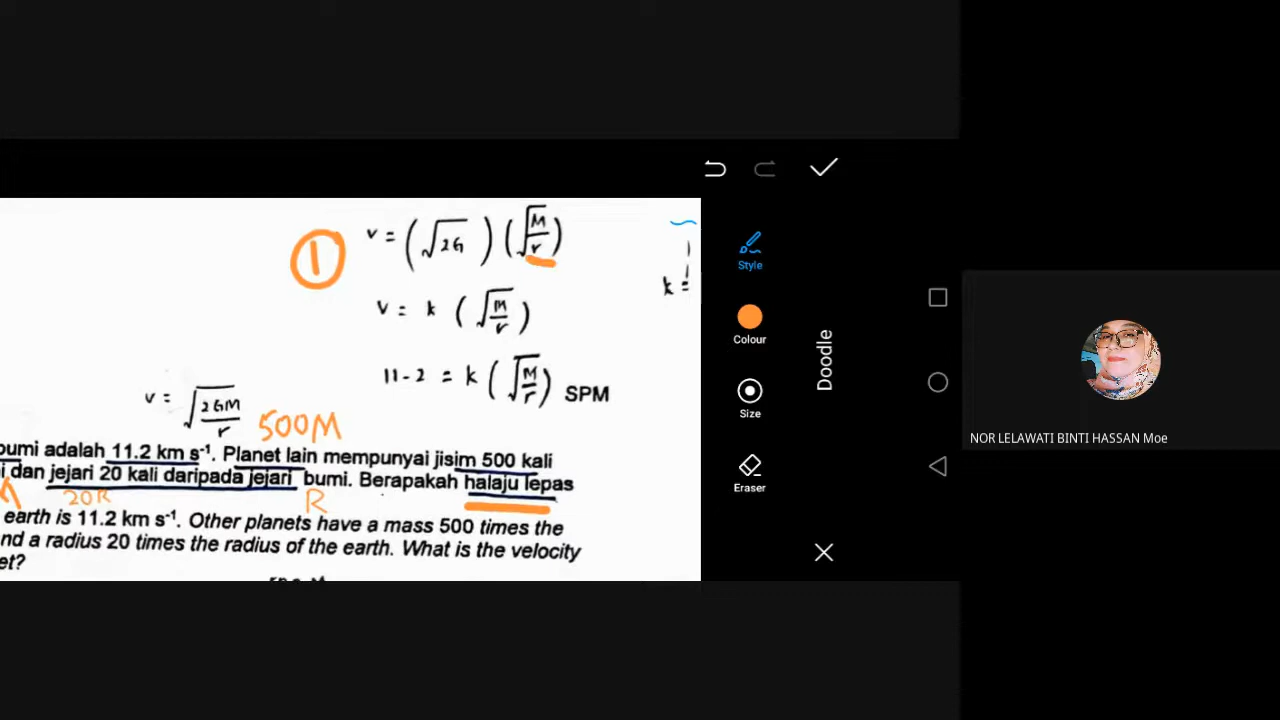 ①
v = (√2G) (√M/r)
v = k (√M/r)
k =
11-2 = k (√M/r) SPM
v = √2GM/r
500M
bumi adalah 11.2 km s⁻¹. Planet lain mempunyai jisim 500 kali
i dan jejari 20 kali daripada jejari bumi. Berapakah halaju lepas
20R R
earth is 11.2 km s⁻¹. Other planets have a mass 500 times the
nd a radius 20 times the radius of the earth. What is the velocity
et?
Style
Colour
Size
Eraser
Doodle
NOR LELAWATI BINTI HASSAN Moe